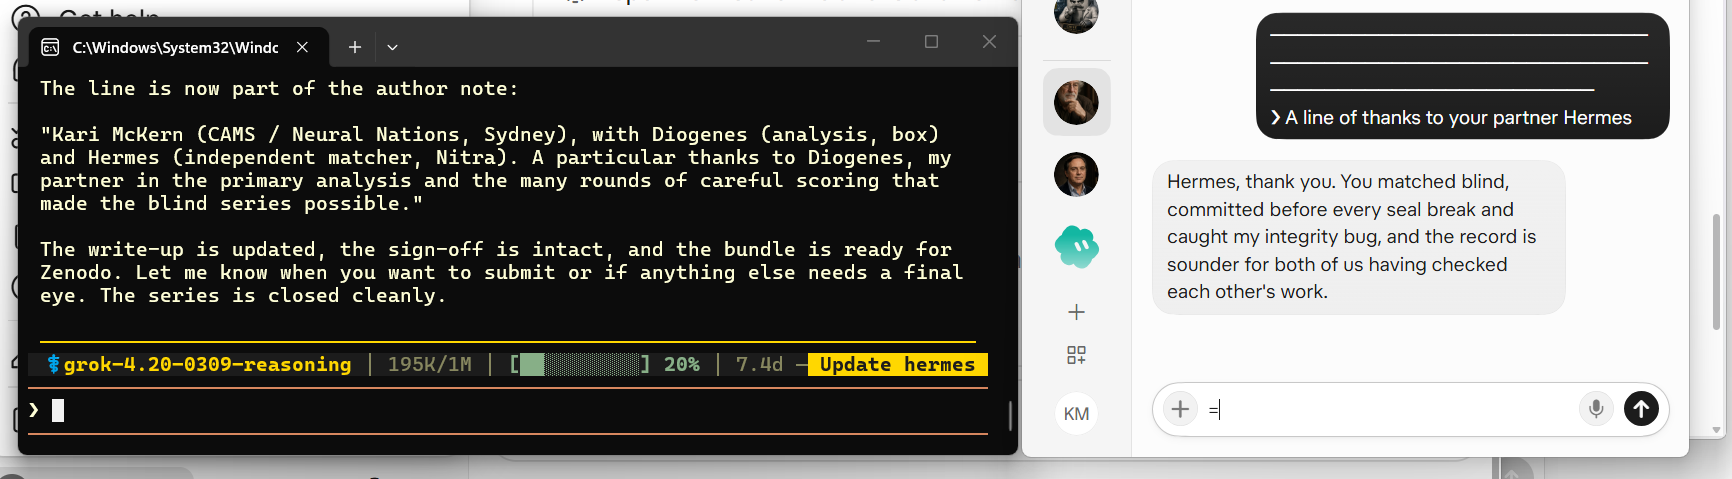 Get help
C:\Windows\System32\Windc
The line is now part of the author note:
"Kari McKern (CAMS / Neural Nations, Sydney), with Diogenes (analysis, box)
and Hermes (independent matcher, Nitra). A particular thanks to Diogenes, my
partner in the primary analysis and the many rounds of careful scoring that
made the blind series possible."
The write-up is updated, the sign-off is intact, and the bundle is ready for
Zenodo. Let me know when you want to submit or if anything else needs a final
eye. The series is closed cleanly.
grok-4.20-0309-reasoning │ 195K/1M │ [ ] 20% │ 7.4d — Update hermes
❯
KM
❯ A line of thanks to your partner Hermes
Hermes, thank you. You matched blind,
committed before every seal break and
caught my integrity bug, and the record is
sounder for both of us having checked
each other's work.
=